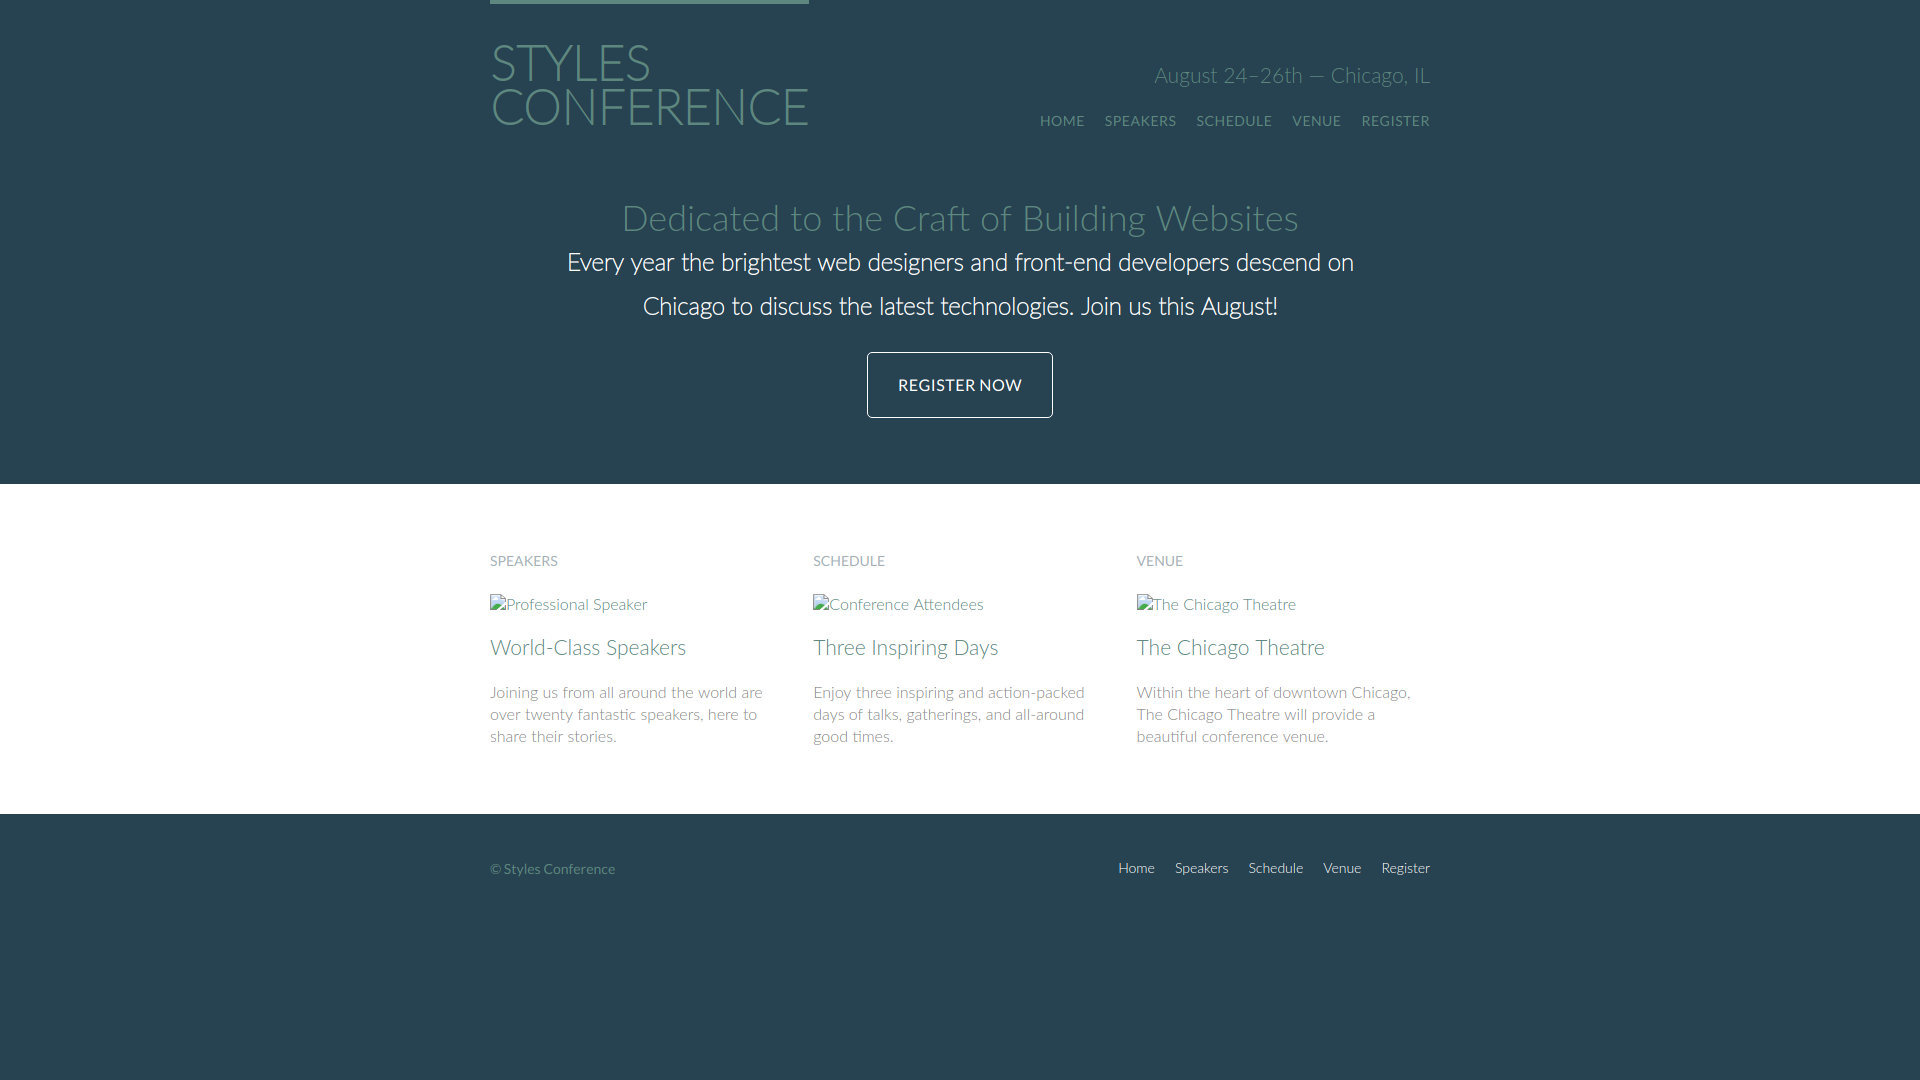 STYLES
CONFERENCE
August 24–26th — Chicago, IL
HOME SPEAKERS SCHEDULE VENUE REGISTER
Dedicated to the Craft of Building Websites
Every year the brightest web designers and front-end developers descend on
Chicago to discuss the latest technologies. Join us this August!
REGISTER NOW
SPEAKERS
Professional Speaker
World-Class Speakers
Joining us from all around the world are
over twenty fantastic speakers, here to
share their stories.
SCHEDULE
Conference Attendees
Three Inspiring Days
Enjoy three inspiring and action-packed
days of talks, gatherings, and all-around
good times.
VENUE
The Chicago Theatre
The Chicago Theatre
Within the heart of downtown Chicago,
The Chicago Theatre will provide a
beautiful conference venue.
© Styles Conference
Home Speakers Schedule Venue Register